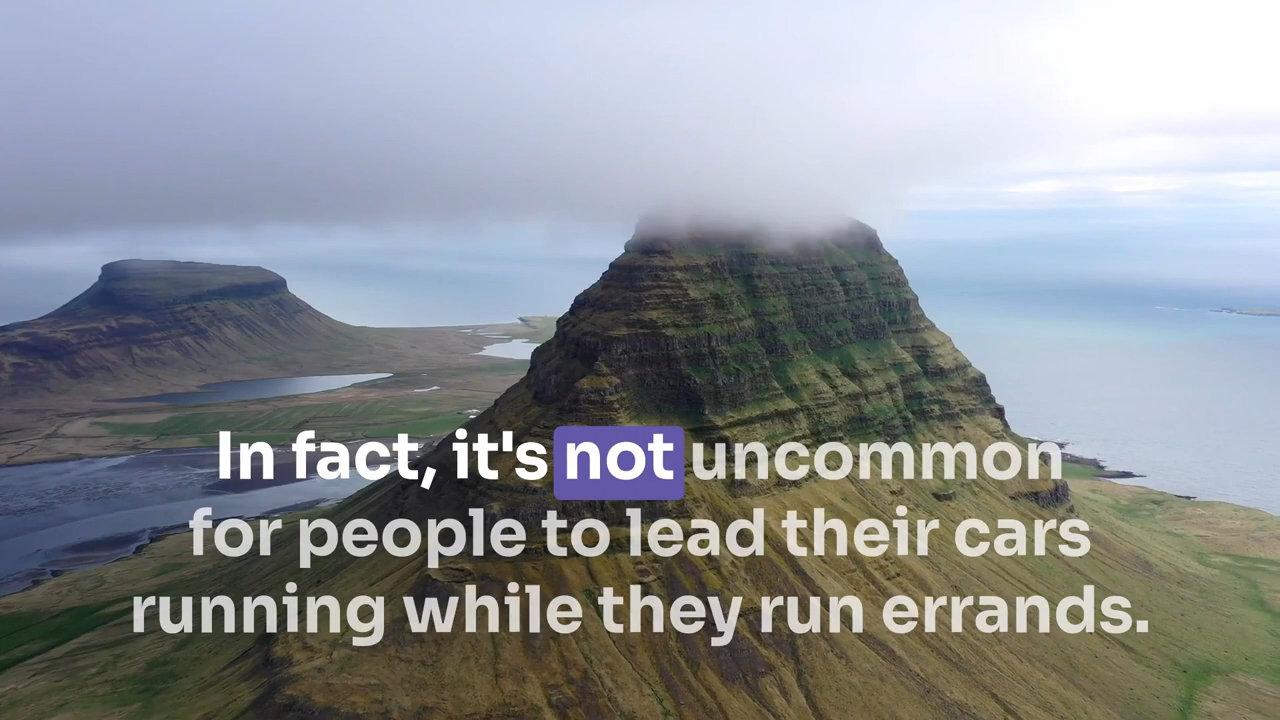 In fact, it's not uncommon
for people to lead their cars
running while they run errands.